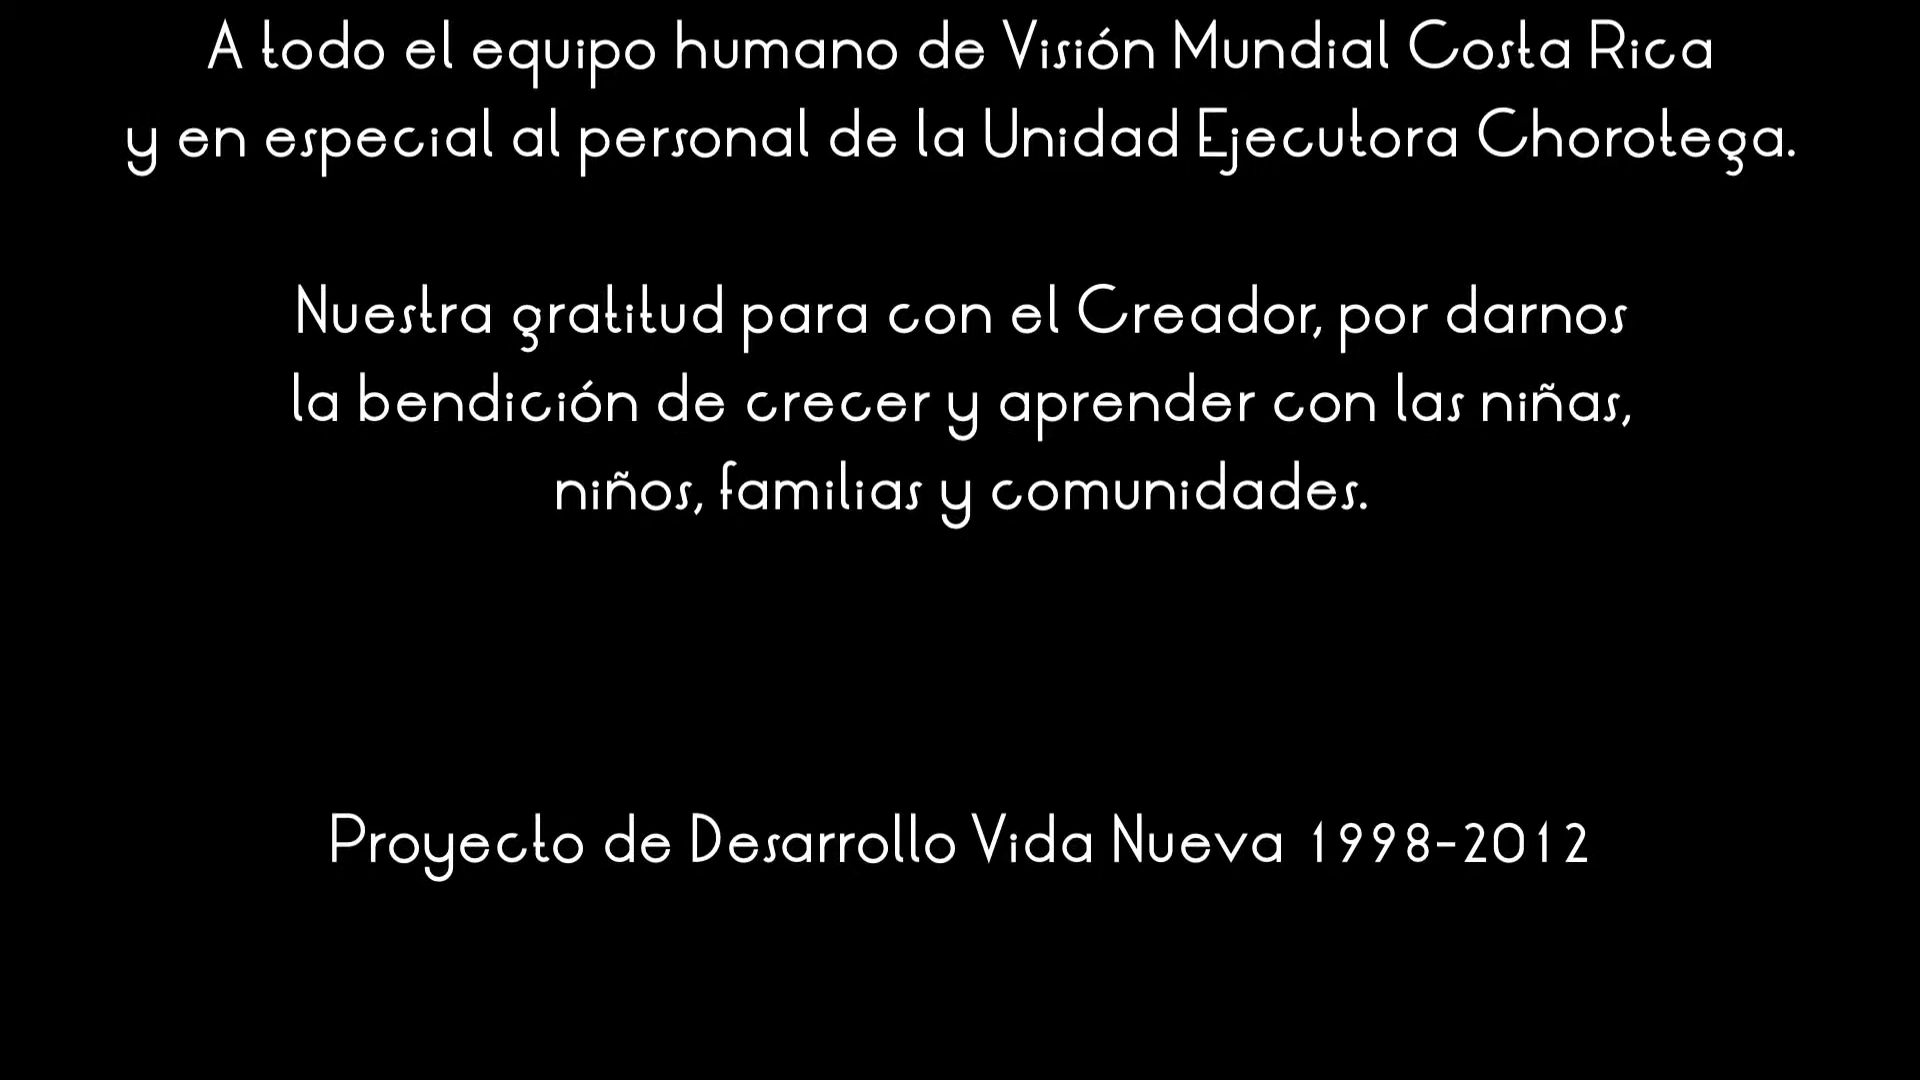 A todo el equipo humano de Visión Mundial Costa Rica
y en especial al personal de la Unidad Ejecutora Chorotega.
Nuestra gratitud para con el Creador, por darnos
la bendición de crecer y aprender con las niñas,
niños, familias y comunidades.
Proyecto de Desarrollo Vida Nueva 1998-2012